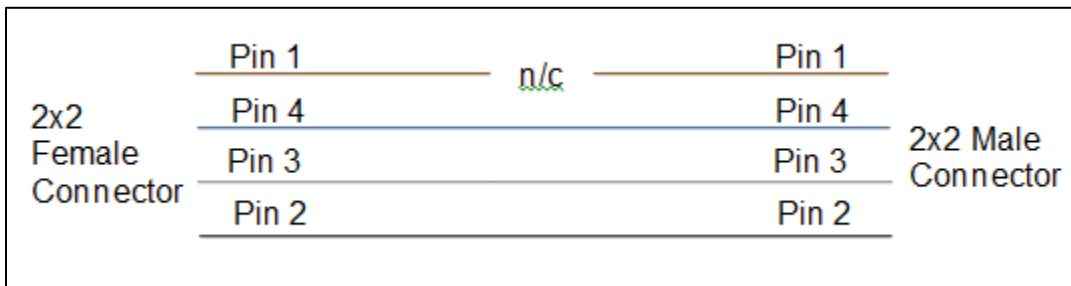 Pin 1
n/c
Pin 1
2x2
Female
Connector
Pin 4
Pin 4
Pin 3
Pin 3
Pin 2
Pin 2
2x2 Male
Connector